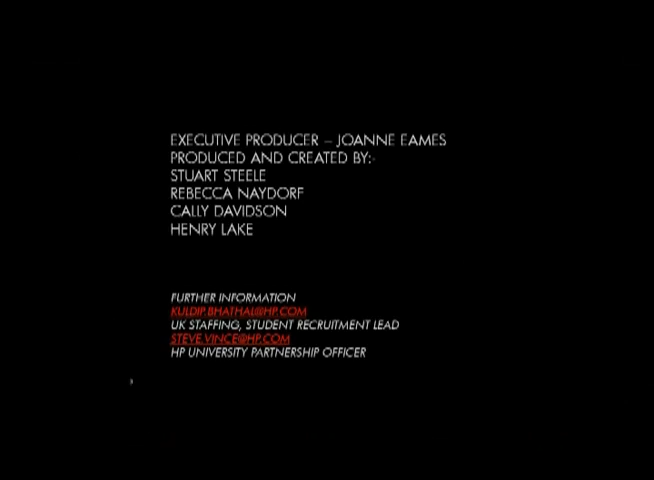 EXECUTIVE PRODUCER – JOANNE EAMES
PRODUCED AND CREATED BY:-
STUART STEELE
REBECCA NAYDORF
CALLY DAVIDSON
HENRY LAKE
FURTHER INFORMATION
KULDIP.BHATHAL@HP.COM
UK STAFFING, STUDENT RECRUITMENT LEAD
STEVE.VINCE@HP.COM
HP UNIVERSITY PARTNERSHIP OFFICER